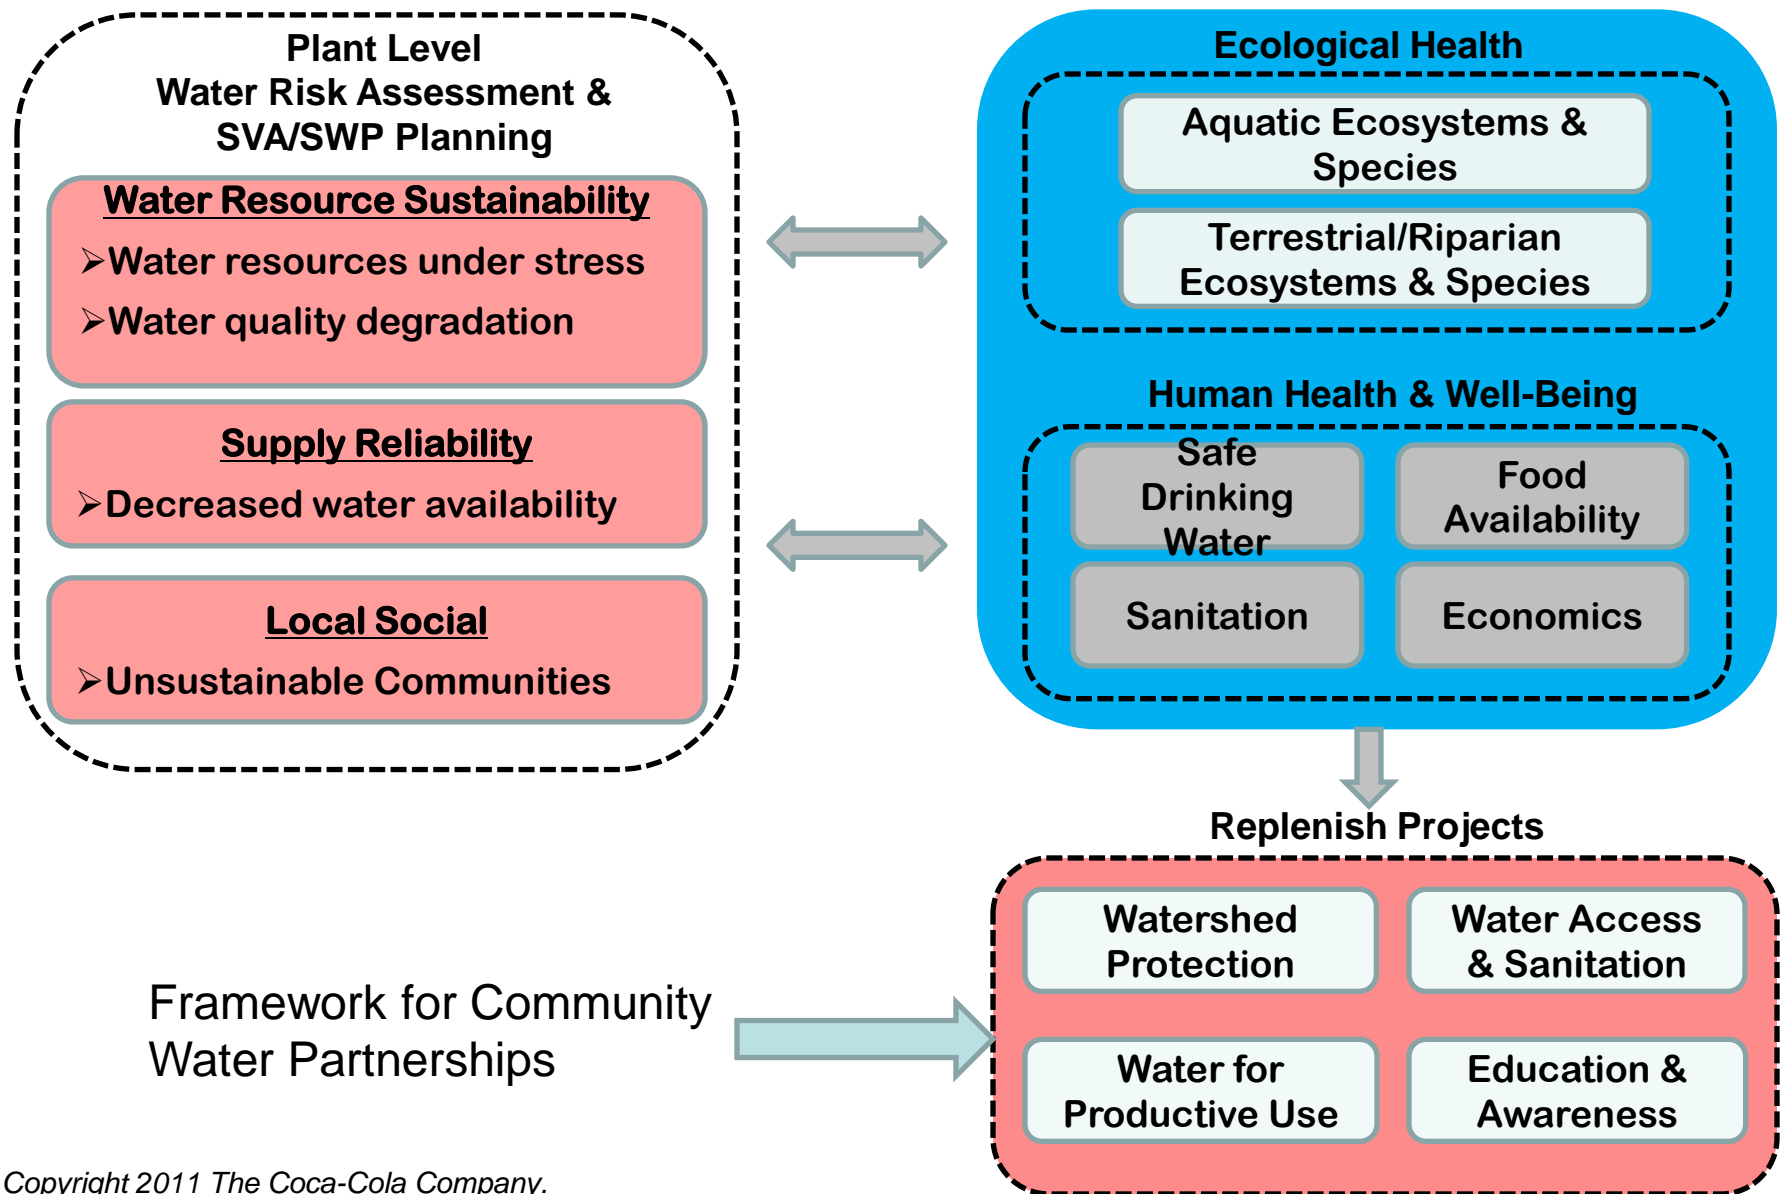 Plant Level
Water Risk Assessment &
SVA/SWP Planning
Water Resource Sustainability
➢Water resources under stress
➢Water quality degradation
Supply Reliability
➢Decreased water availability
Local Social
➢Unsustainable Communities
Ecological Health
Aquatic Ecosystems &
Species
Terrestrial/Riparian
Ecosystems & Species
Human Health & Well-Being
Safe
Drinking
Water
Food
Availability
Sanitation
Economics
Replenish Projects
Watershed
Protection
Water Access
& Sanitation
Water for
Productive Use
Education &
Awareness
Framework for Community
Water Partnerships
Copyright 2011 The Coca-Cola Company.